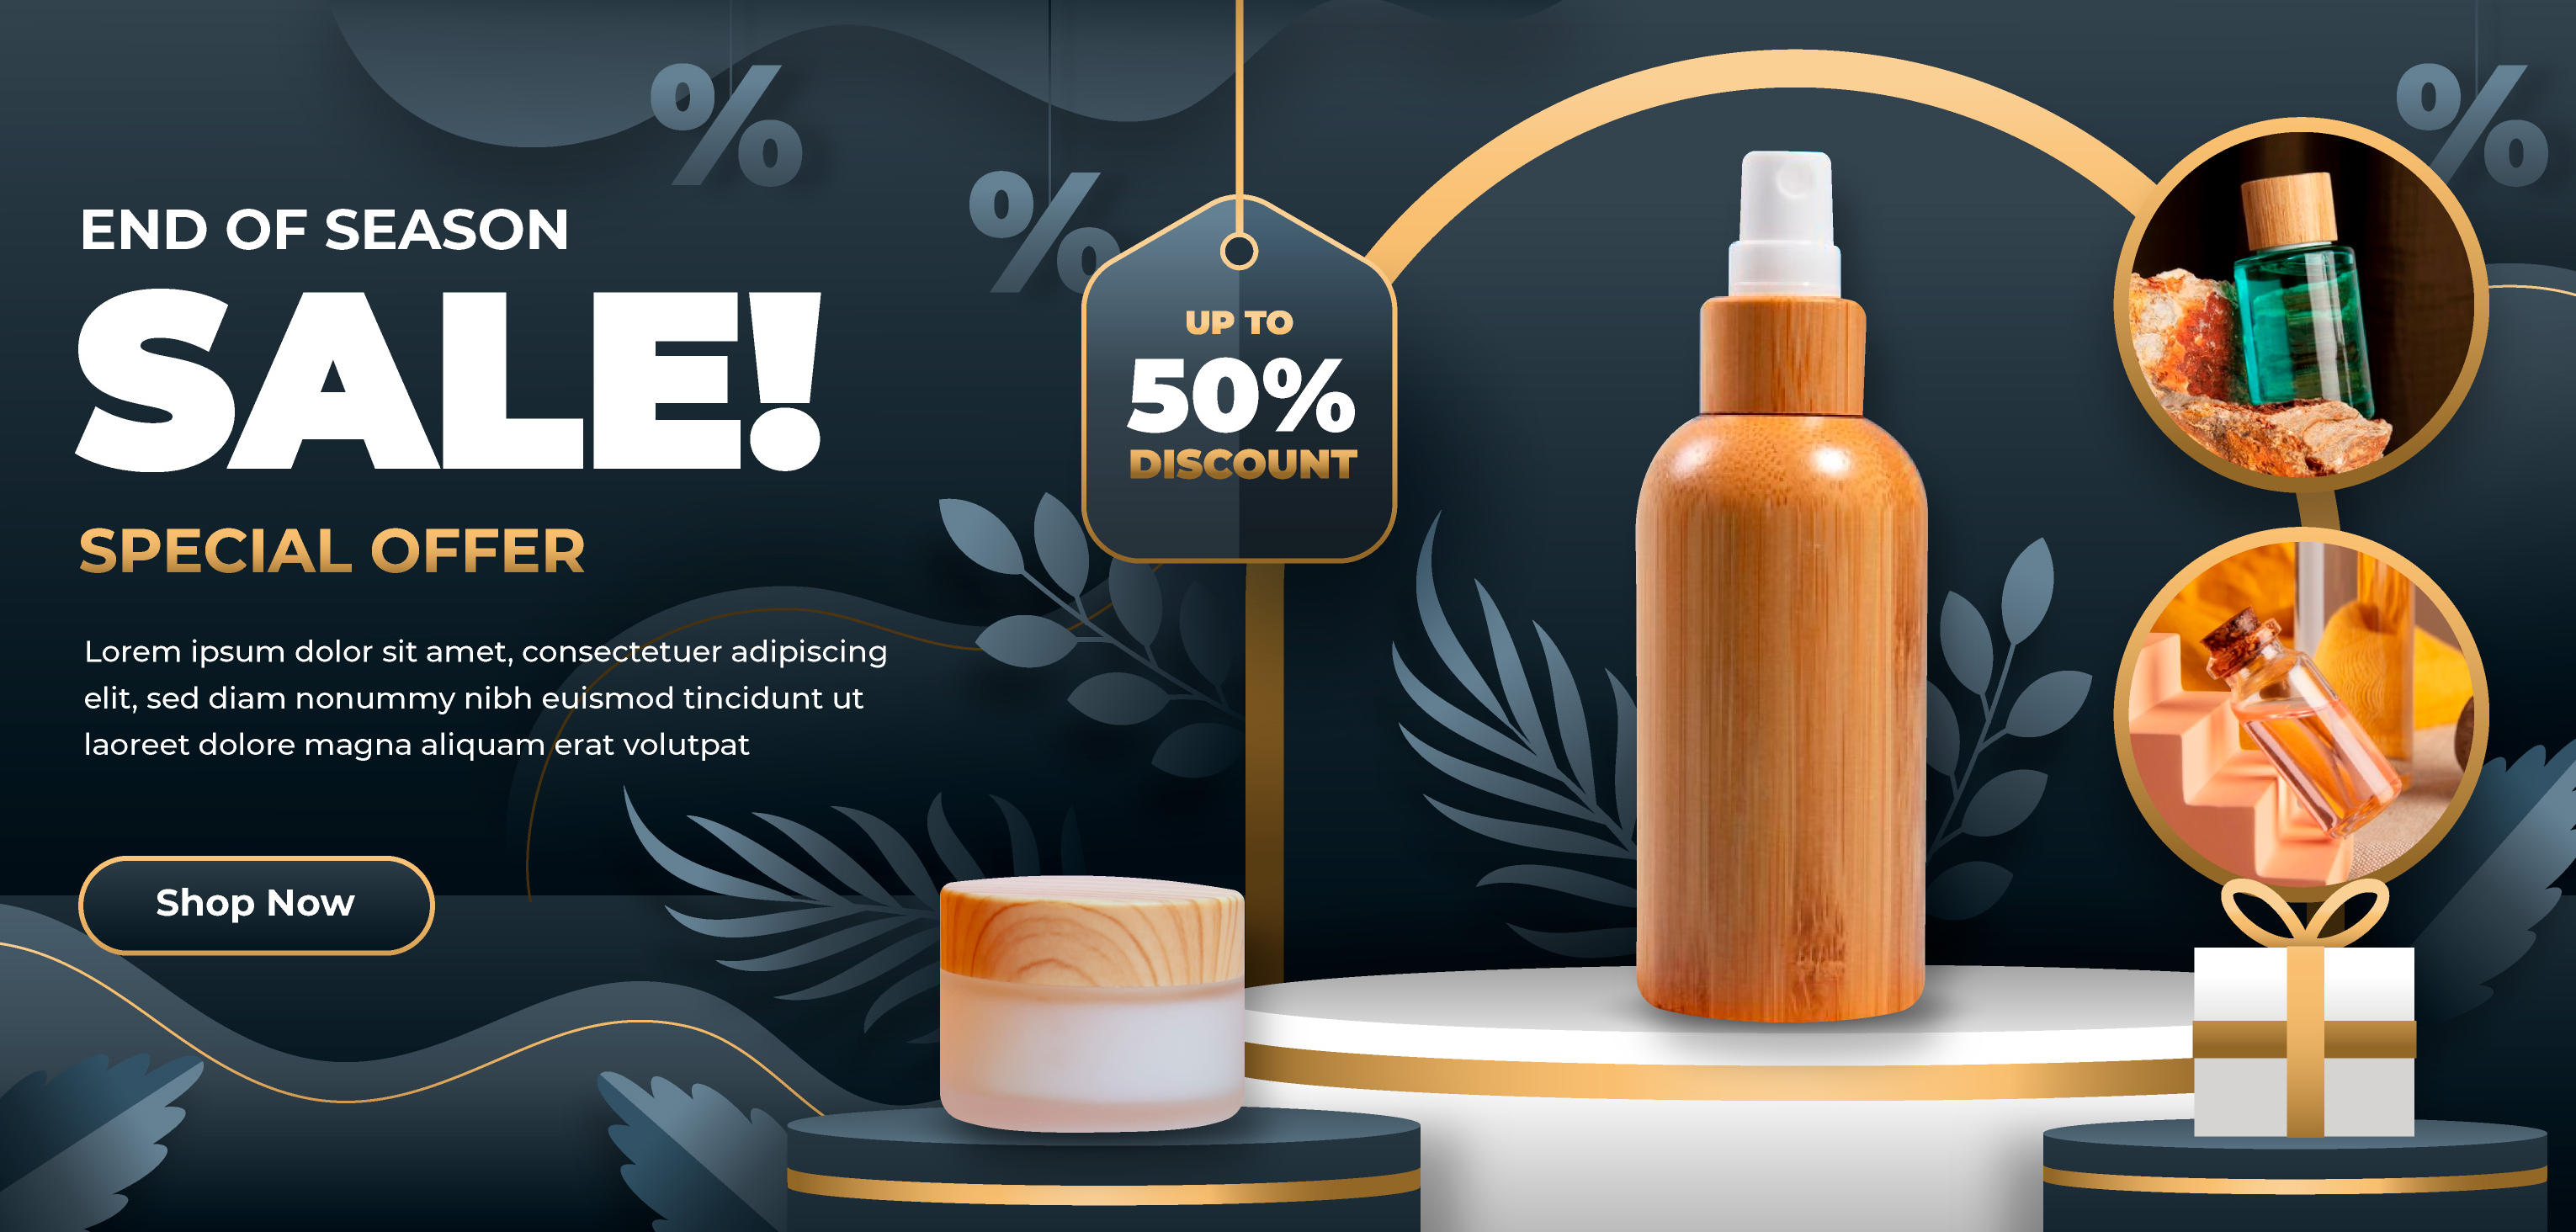 END OF SEASON
SALE!
SPECIAL OFFER
Lorem ipsum dolor sit amet, consectetuer adipiscing
elit, sed diam nonummy nibh euismod tincidunt ut
laoreet dolore magna aliquam erat volutpat
Shop Now
%
%
UP TO
50%
DISCOUNT
%